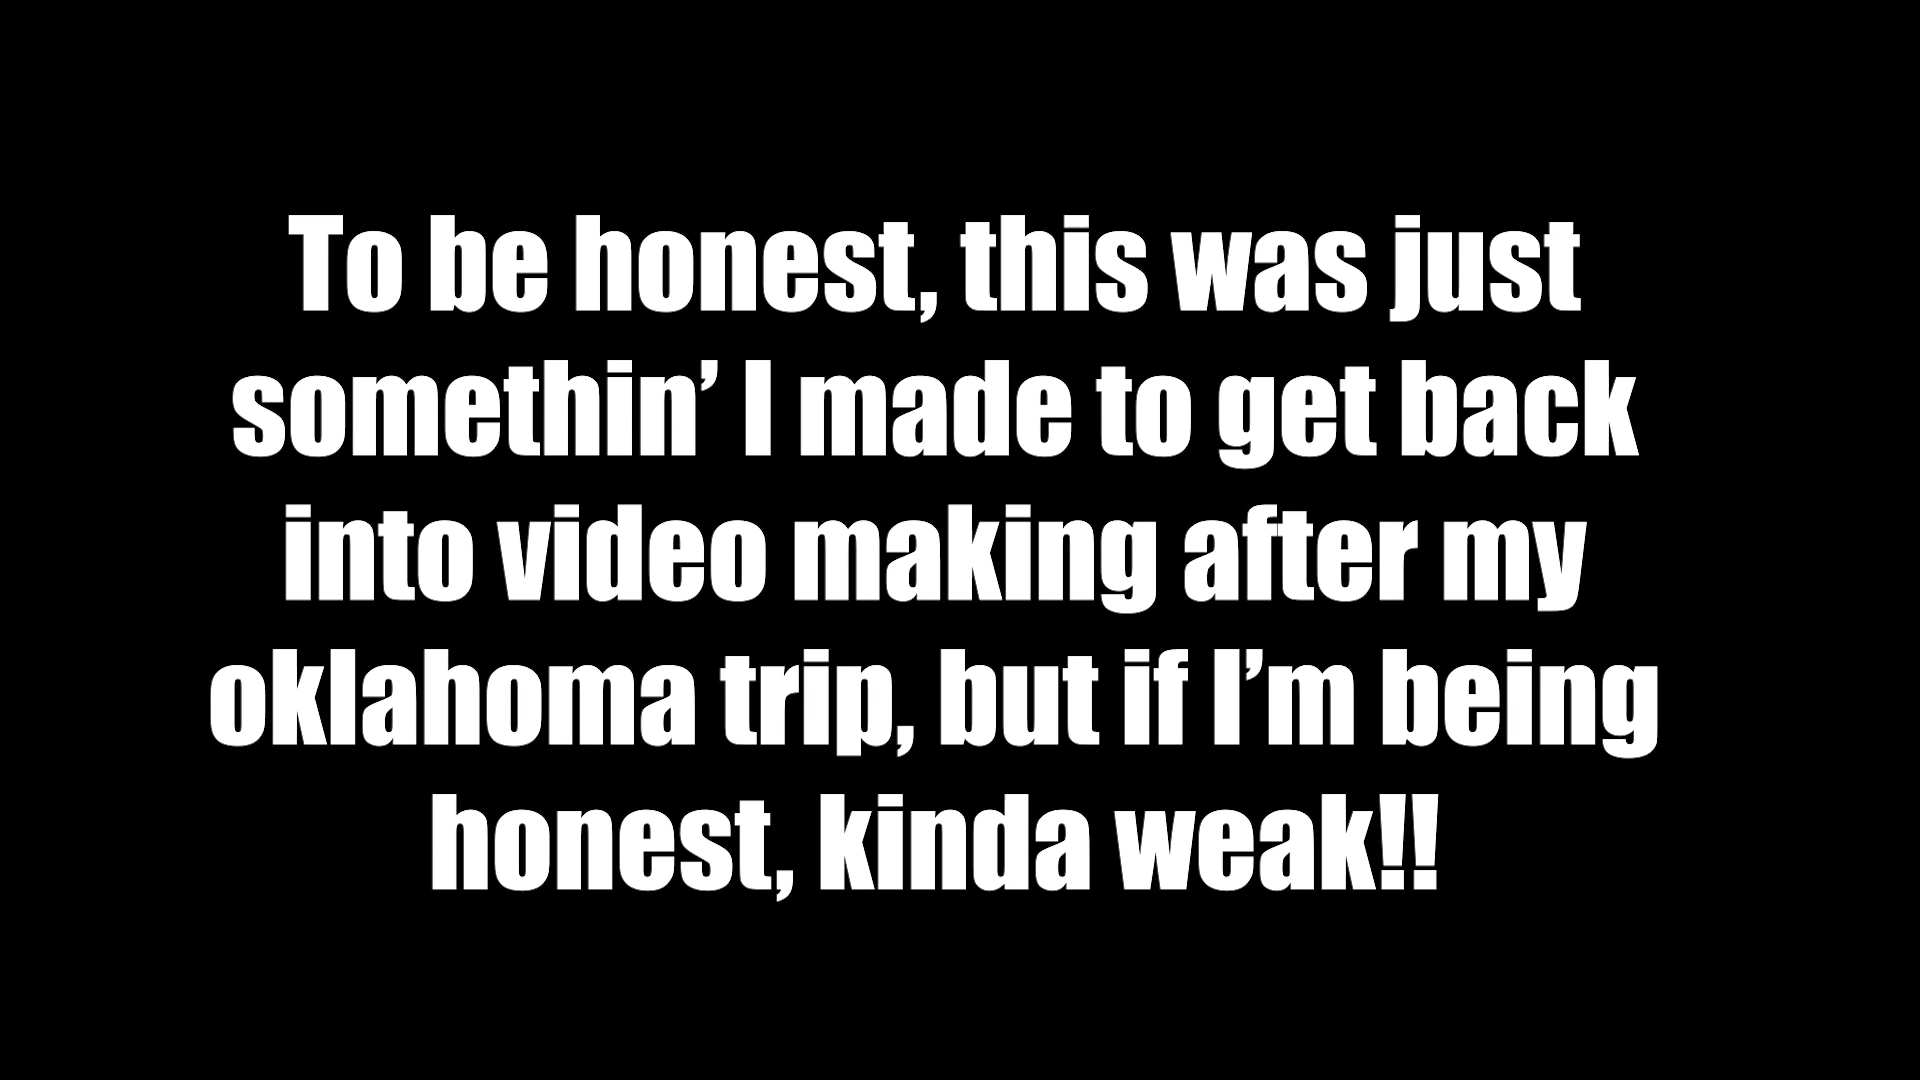 To be honest, this was just
somethin’ I made to get back
into video making after my
oklahoma trip, but if I’m being
honest, kinda weak!!